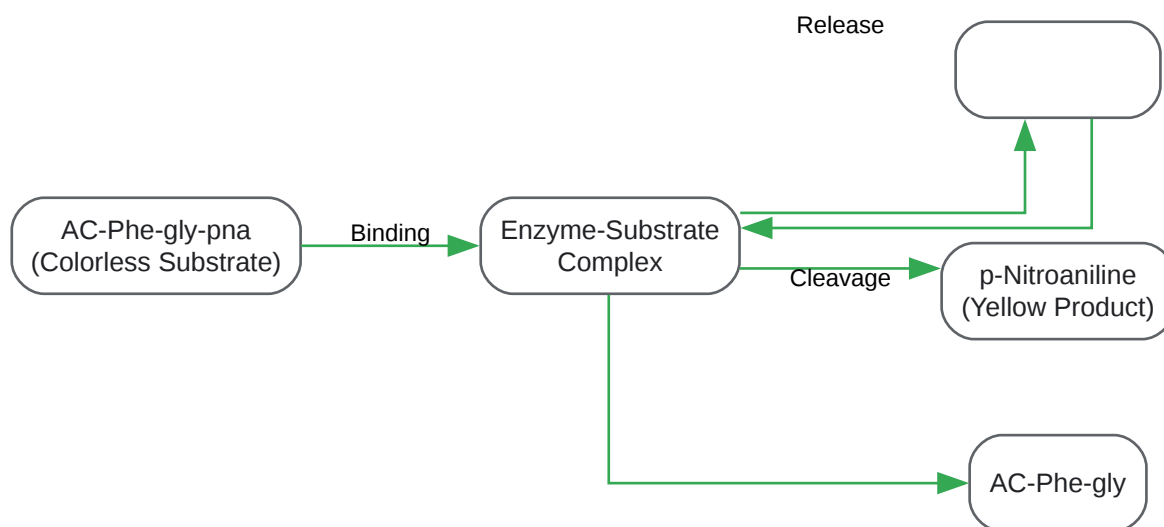 Release
AC-Phe-gly-pna
(Colorless Substrate)
Binding
Enzyme-Substrate
Complex
Cleavage
p-Nitroaniline
(Yellow Product)
AC-Phe-gly